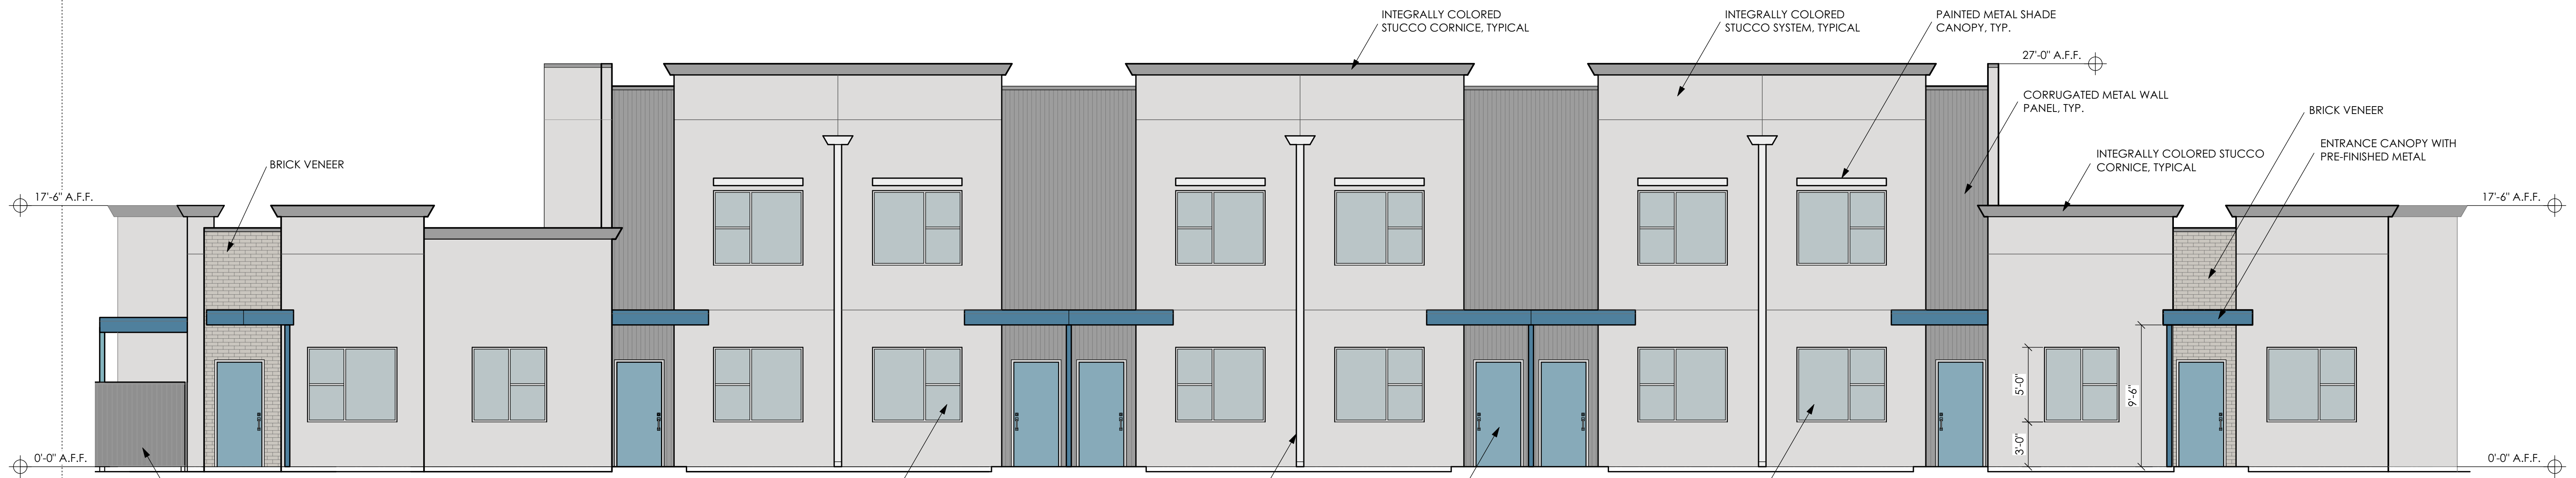 INTEGRALLY COLORED
STUCCO CORNICE, TYPICAL
INTEGRALLY COLORED
STUCCO SYSTEM, TYPICAL
PAINTED METAL SHADE
CANOPY, TYP.
27'-0" A.F.F.
CORRUGATED METAL WALL
PANEL, TYP.
BRICK VENEER
ENTRANCE CANOPY WITH
PRE-FINISHED METAL
INTEGRALLY COLORED STUCCO
CORNICE, TYPICAL
BRICK VENEER
17'-6" A.F.F.
17'-6" A.F.F.
5'-0"
9'-6"
3'-0"
0'-0" A.F.F.
0'-0" A.F.F.